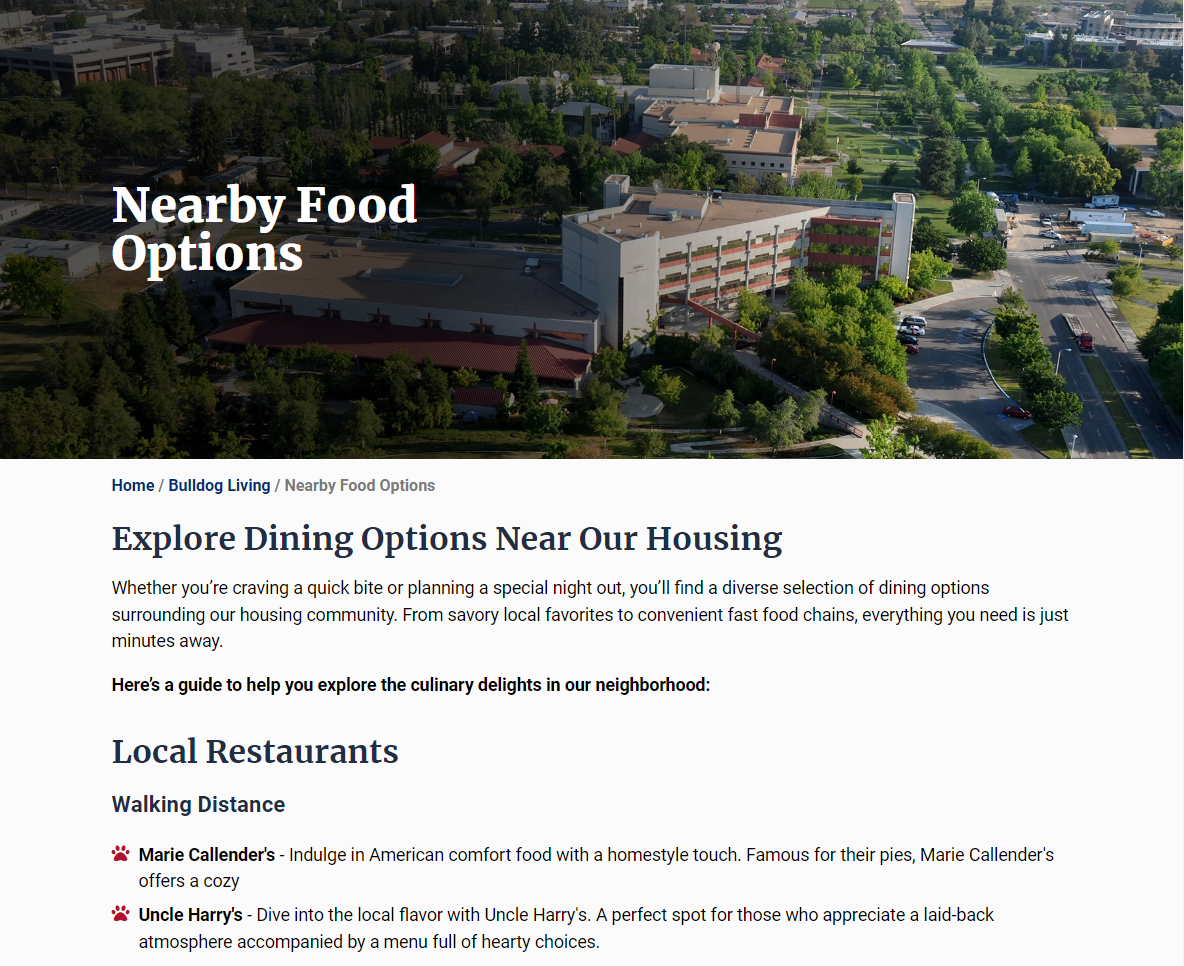 Nearby Food
Options
Home / Bulldog Living / Nearby Food Options
Explore Dining Options Near Our Housing
Whether you’re craving a quick bite or planning a special night out, you’ll find a diverse selection of dining options
surrounding our housing community. From savory local favorites to convenient fast food chains, everything you need is just
minutes away.
Here’s a guide to help you explore the culinary delights in our neighborhood:
Local Restaurants
Walking Distance
Marie Callender's - Indulge in American comfort food with a homestyle touch. Famous for their pies, Marie Callender's
offers a cozy
Uncle Harry's - Dive into the local flavor with Uncle Harry's. A perfect spot for those who appreciate a laid-back
atmosphere accompanied by a menu full of hearty choices.